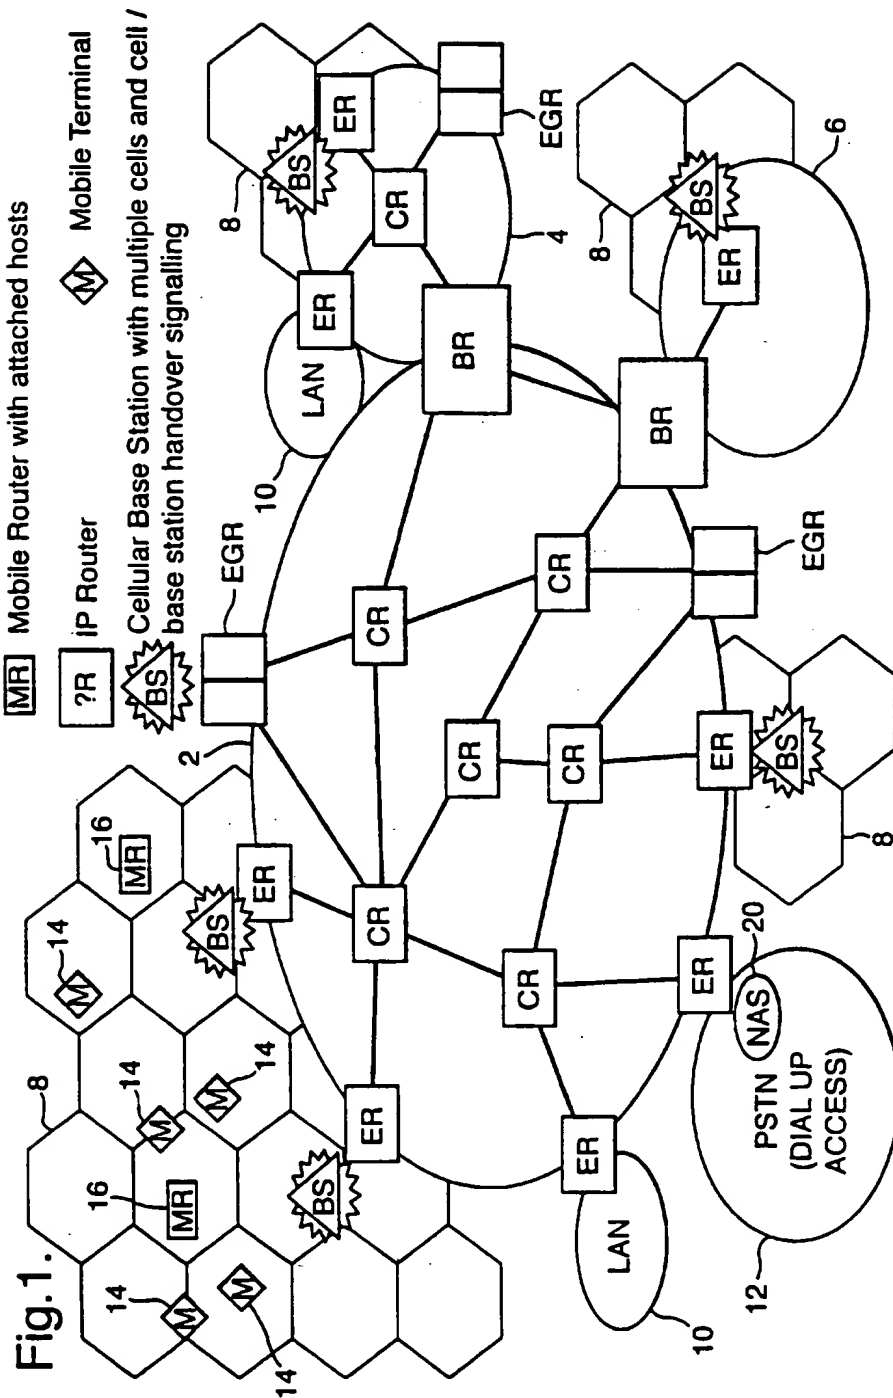 Fig.1.
MR Mobile Router with attached hosts
?R IP Router
M Mobile Terminal
BS Cellular Base Station with multiple cells and cell /
base station handover signalling
8
14
M
16
MR
14
M
M
14
16
MR
14
M
M
14
BS
BS
ER
2
EGR
10
LAN
ER
8
BS
ER
CR
EGR
4
BR
ER
CR
CR
CR
CR
CR
CR
BR
8
BS
ER
6
ER
LAN
10
ER
20
NAS
PSTN
(DIAL UP
ACCESS)
12
ER
BS
8
EGR